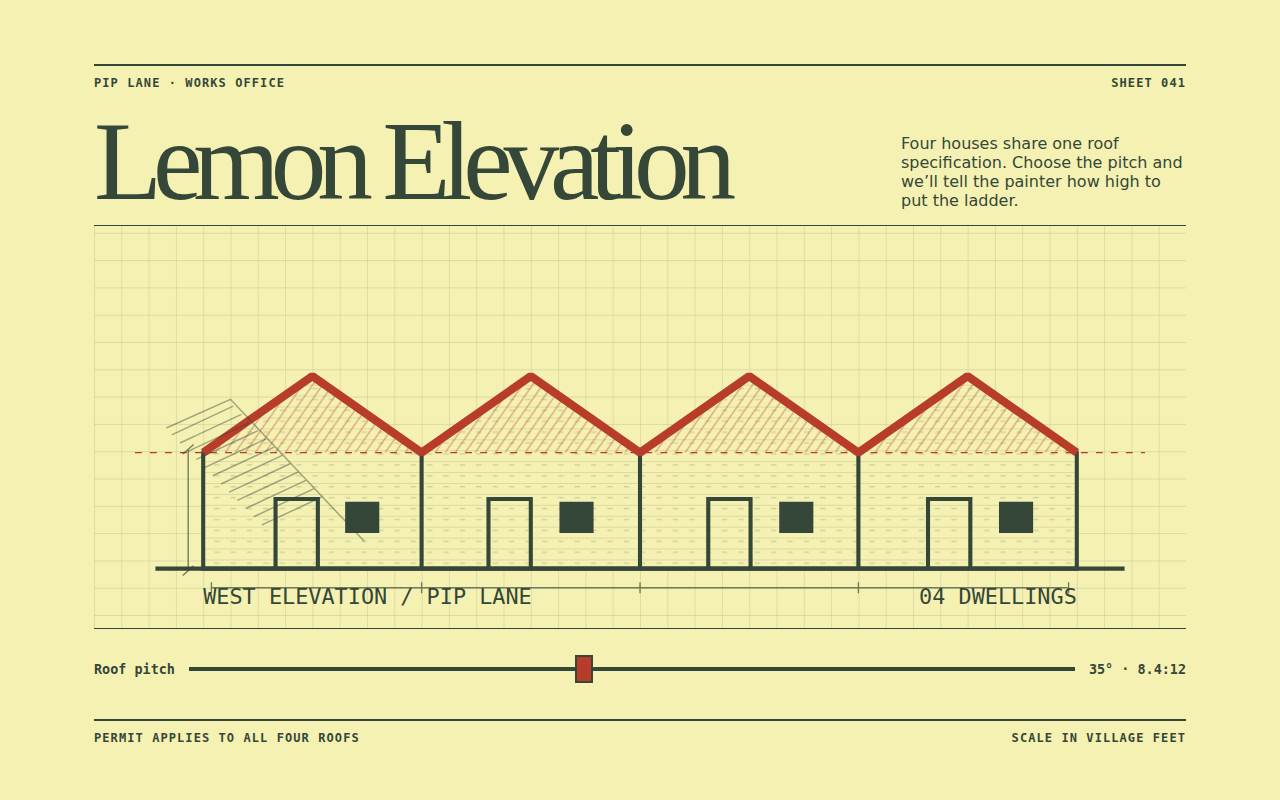 PIP LANE · WORKS OFFICE
SHEET 041
Lemon Elevation
Four houses share one roof
specification. Choose the pitch and
we’ll tell the painter how high to
put the ladder.
WEST ELEVATION / PIP LANE
04 DWELLINGS
Roof pitch
35° · 8.4:12
PERMIT APPLIES TO ALL FOUR ROOFS
SCALE IN VILLAGE FEET